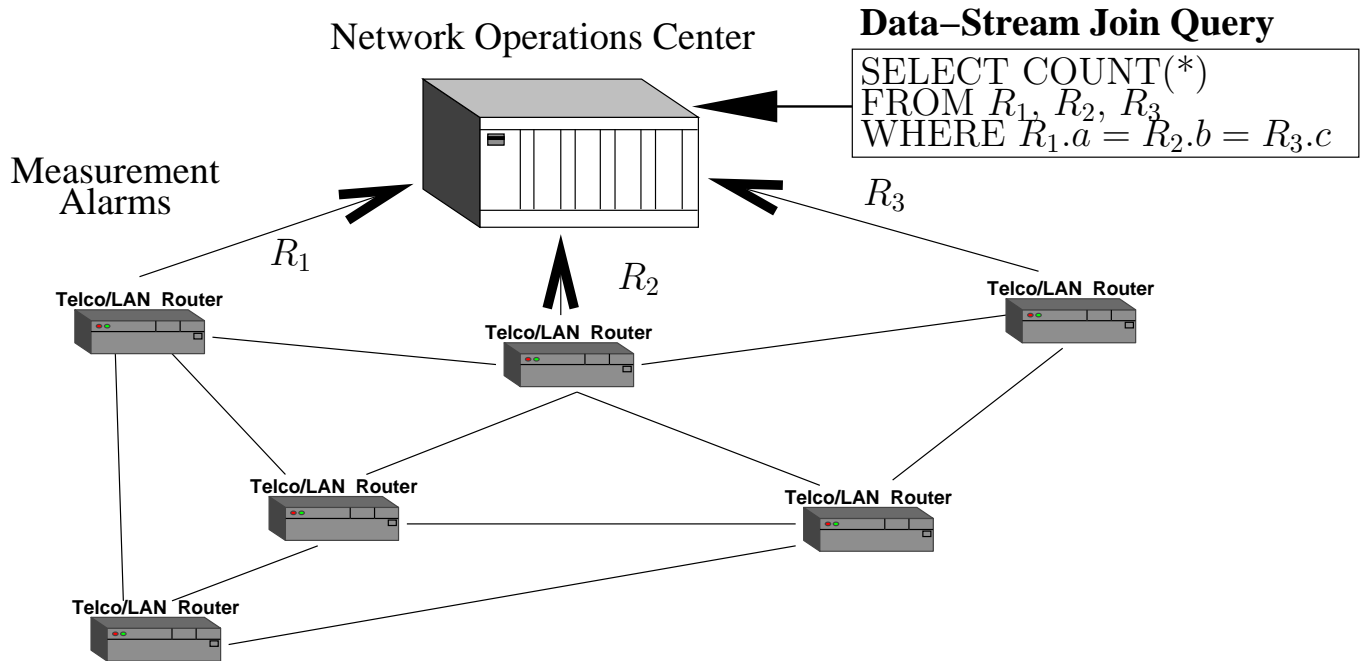 Network Operations Center
Data−Stream Join Query
SELECT COUNT(*)
FROM R₁, R₂, R₃
WHERE R₁.a = R₂.b = R₃.c
Measurement
Alarms
R₁
R₂
R₃
Telco/LAN Router
Telco/LAN Router
Telco/LAN Router
Telco/LAN Router
Telco/LAN Router
Telco/LAN Router